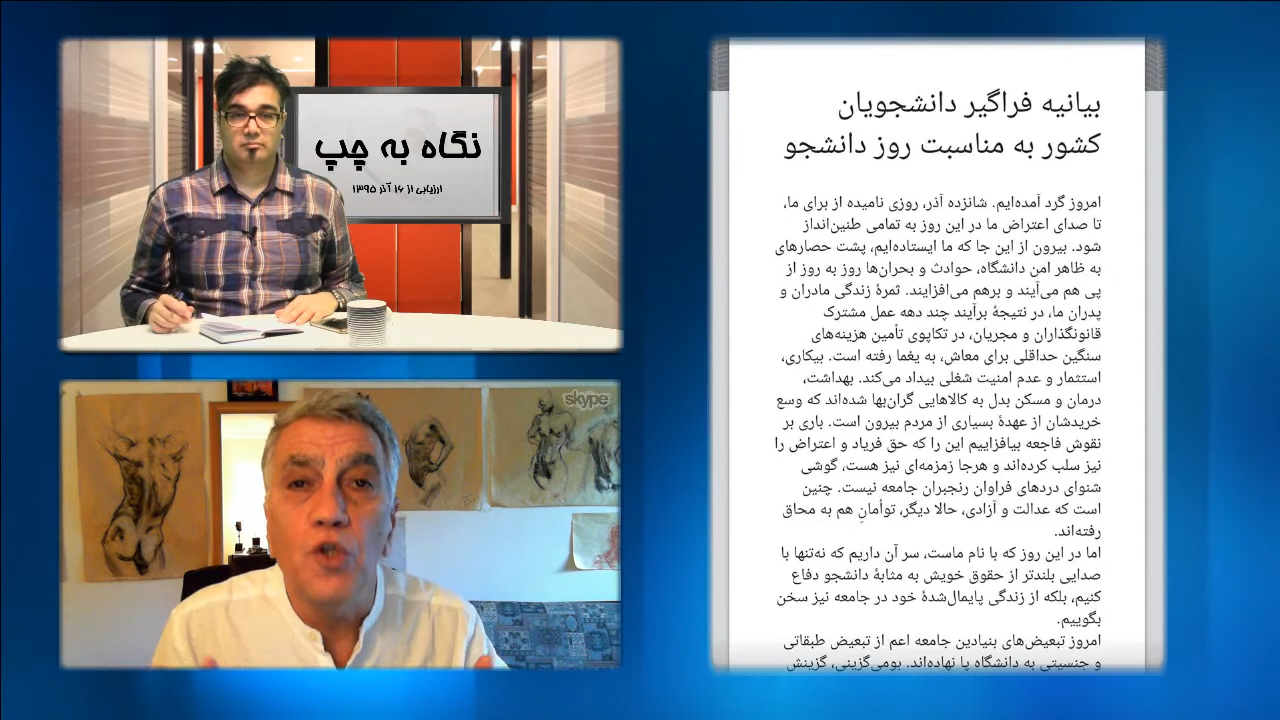 نگاه به چپ
ارزیابی از ۱۶ آذر ۱۳۹۵
skype
بیانیه فراگیر دانشجویان
کشور به مناسبت روز دانشجو
امروز گرد آمده‌ایم. شانزده آذر، روزی نامیده از برای ما،
تا صدای اعتراض ما در این روز به تمامی طنین‌انداز
شود. بیرون از این جا که ما ایستاده‌ایم، پشت حصارهای
به ظاهر امن دانشگاه، حوادث و بحران‌ها روز به روز از
پی هم می‌آیند و برهم می‌افزایند. ثمرهٔ زندگی مادران و
پدران ما، در نتیجهٔ برآیند چند دهه عمل مشترک
قانونگذاران و مجریان، در تکاپوی تأمین هزینه‌های
سنگین حداقلی برای معاش، به یغما رفته است. بیکاری،
استثمار و عدم امنیت شغلی بیداد می‌کند. بهداشت،
درمان و مسکن بدل به کالاهایی گران‌بها شده‌اند که وسع
خریدشان از عهدهٔ بسیاری از مردم بیرون است. باری بر
نقوش فاجعه بیافزاییم این را که حق فریاد و اعتراض را
نیز سلب کرده‌اند و هرجا زمزمه‌ای نیز هست، گوشی
شنوای دردهای فراوان رنجبران جامعه نیست. چنین
است که عدالت و آزادی، حالا دیگر، توأمانِ هم به محاق
رفته‌اند.
اما در این روز که با نام ماست، سر آن داریم که نه‌تنها با
صدایی بلندتر از حقوق خویش به مثابهٔ دانشجو دفاع
کنیم، بلکه از زندگی پایمال‌شدهٔ خود در جامعه نیز سخن
بگوییم.
امروز تبعیض‌های بنیادین جامعه اعم از تبعیض طبقاتی
و جنسیتی به دانشگاه پا نهاده‌اند. بومی‌گزینی، گزینش